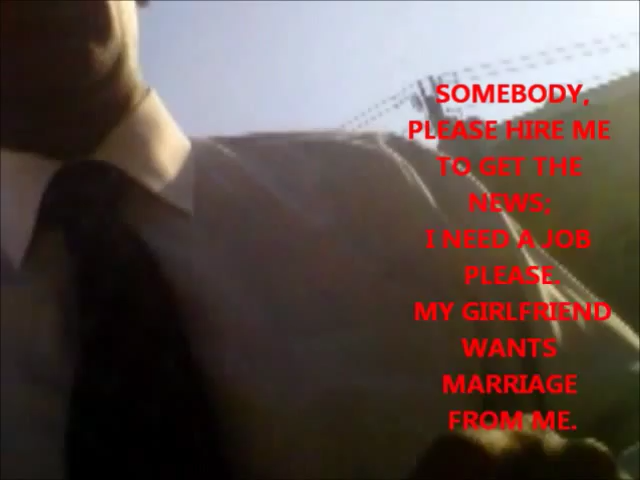 SOMEBODY,
PLEASE HIRE ME
TO GET THE
NEWS;
I NEED A JOB
PLEASE.
MY GIRLFRIEND
WANTS
MARRIAGE
FROM ME.